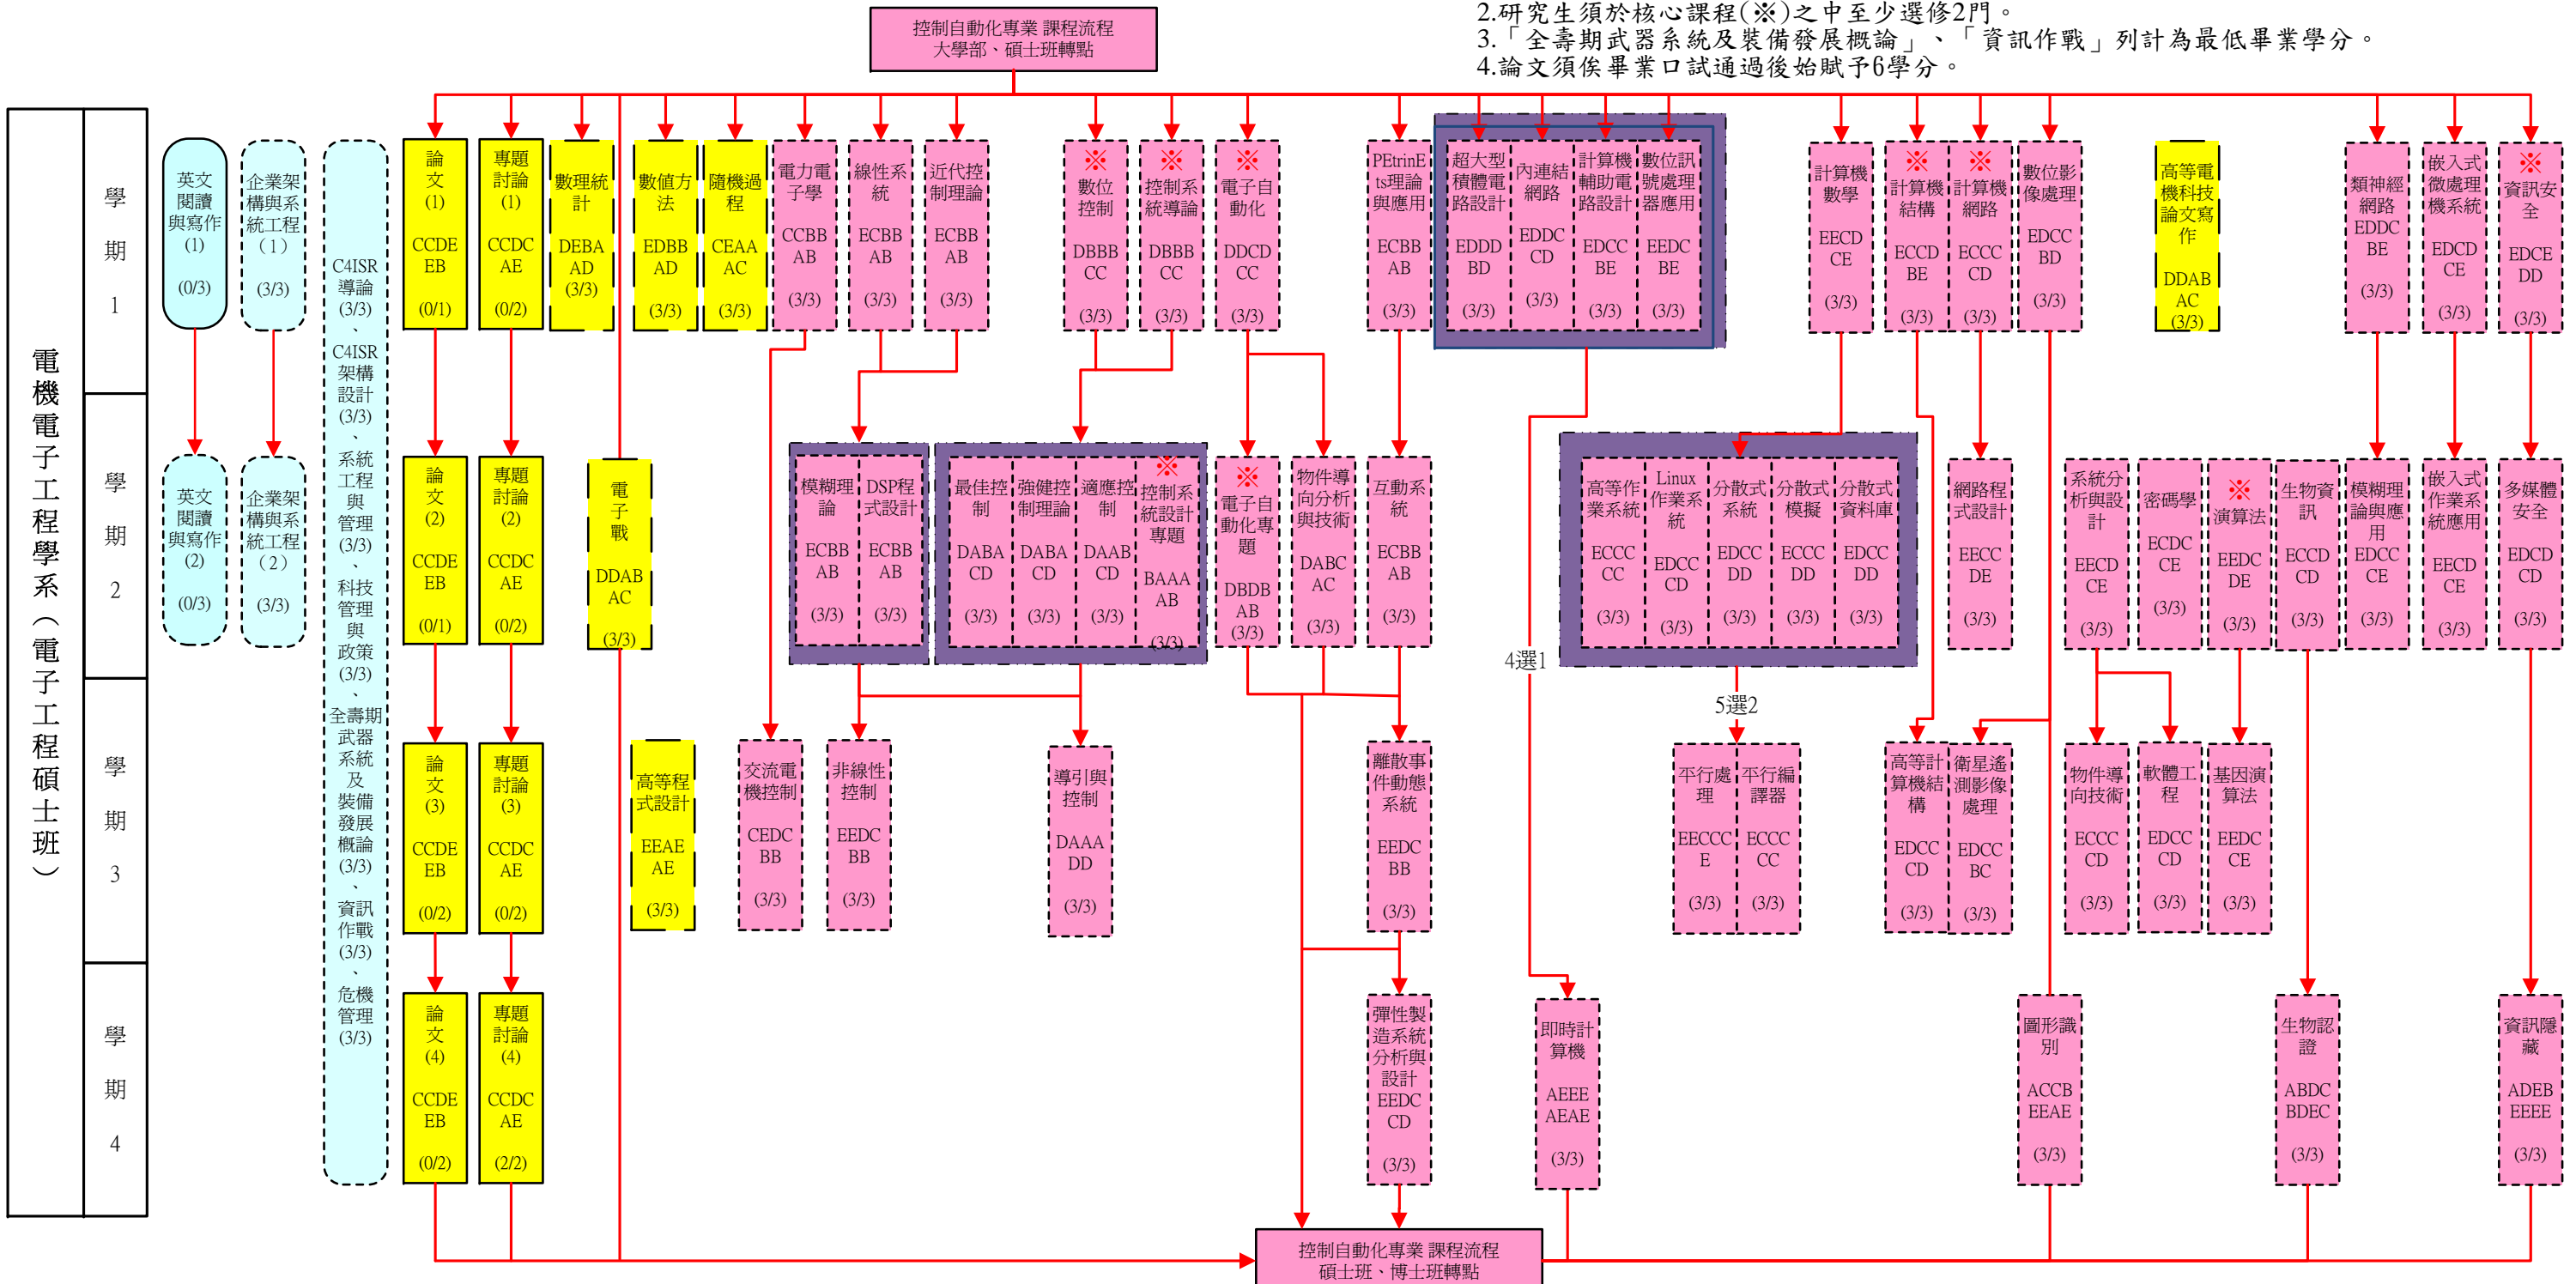 控制自動化專業 課程流程
大學部、碩士班轉點
2.研究生須於核心課程(※)之中至少選修2門。
3.「全壽期武器系統及裝備發展概論」、「資訊作戰」列計為最低畢業學分。
4.論文須俟畢業口試通過後始賦予6學分。
電機電子工程學系（電子工程碩士班）
學
期
1
英文
閱讀
與寫作
(1)
(0/3)
企業架
構與系
統工程
（1）
(3/3)
C4ISR
導論
(3/3)
、
C4ISR
架構
設計
(3/3)
、
系統
工程
與
管理
(3/3)
、
科技
管理
與
政策
(3/3)
、
全壽期
武器
系統
及
裝備
發展
概論
(3/3)
、
資訊
作戰
(3/3)
、
危機
管理
(3/3)
論
文
(1)
CCDE
EB
(0/1)
專題
討論
(1)
CCDC
AE
(0/2)
數理統
計
DEBA
AD
(3/3)
數値方
法
EDBB
AD
(3/3)
隨機過
程
CEAA
AC
(3/3)
電力電
子學
CCBB
AB
(3/3)
線性系
統
ECBB
AB
(3/3)
近代控
制理論
ECBB
AB
(3/3)
※
數位
控制
DBBB
CC
(3/3)
※
控制系
統導論
DBBB
CC
(3/3)
※
電子自
動化
DDCD
CC
(3/3)
PEtrinE
ts理論
與應用
ECBB
AB
(3/3)
超大型
積體電
路設計
EDDD
BD
(3/3)
內連結
網路
EDDC
CD
(3/3)
計算機
輔助電
路設計
EDCC
BE
(3/3)
數位訊
號處理
器應用
EEDC
BE
(3/3)
計算機
數學
EECD
CE
(3/3)
※
計算機
結構
ECCD
BE
(3/3)
※
計算機
網路
ECCC
CD
(3/3)
數位影
像處理
EDCC
BD
(3/3)
高等電
機科技
論文寫
作
DDAB
AC
(3/3)
類神經
網路
EDDC
BE
(3/3)
嵌入式
微處理
機系統
EDCD
CE
(3/3)
※
資訊安
全
EDCE
DD
(3/3)
學
期
2
英文
閱讀
與寫作
(2)
(0/3)
企業架
構與系
統工程
（2）
(3/3)
論
文
(2)
CCDE
EB
(0/1)
專題
討論
(2)
CCDC
AE
(0/2)
電
子
戰
DDAB
AC
(3/3)
模糊理
論
ECBB
AB
(3/3)
DSP程
式設計
ECBB
AB
(3/3)
最佳控
制
DABA
CD
(3/3)
強健控
制理論
DABA
CD
(3/3)
適應控
制
DAAB
CD
(3/3)
※
控制系
統設計
專題
BAAA
AB
(3/3)
※
電子自
動化專
題
DBDB
AB
(3/3)
物件導
向分析
與技術
DABC
AC
(3/3)
互動系
統
ECBB
AB
(3/3)
4選1
高等作
業系統
ECCC
CC
(3/3)
Linux
作業系
統
EDCC
CD
(3/3)
分散式
系統
EDCC
DD
(3/3)
分散式
模擬
ECCC
DD
(3/3)
分散式
資料庫
EDCC
DD
(3/3)
5選2
網路程
式設計
EECC
DE
(3/3)
系統分
析與設
計
EECD
CE
(3/3)
密碼學
ECDC
CE
(3/3)
※
演算法
EEDC
DE
(3/3)
生物資
訊
ECCD
CD
(3/3)
模糊理
論與應
用
EDCC
CE
(3/3)
嵌入式
作業系
統應用
EECD
CE
(3/3)
多媒體
安全
EDCD
CD
(3/3)
學
期
3
論
文
(3)
CCDE
EB
(0/2)
專題
討論
(3)
CCDC
AE
(0/2)
高等程
式設計
EEAE
AE
(3/3)
交流電
機控制
CEDC
BB
(3/3)
非線性
控制
EEDC
BB
(3/3)
導引與
控制
DAAA
DD
(3/3)
離散事
件動態
系統
EEDC
BB
(3/3)
平行處
理
EECCC
E
(3/3)
平行編
譯器
ECCC
CC
(3/3)
高等計
算機結
構
EDCC
CD
(3/3)
衛星遙
測影像
處理
EDCC
BC
(3/3)
物件導
向技術
ECCC
CD
(3/3)
軟體工
程
EDCC
CD
(3/3)
基因演
算法
EEDC
CE
(3/3)
學
期
4
論
文
(4)
CCDE
EB
(0/2)
專題
討論
(4)
CCDC
AE
(2/2)
彈性製
造系統
分析與
設計
EEDC
CD
(3/3)
即時計
算機
AEEE
AEAE
(3/3)
圖形識
別
ACCB
EEAE
(3/3)
生物認
證
ABDC
BDEC
(3/3)
資訊隱
藏
ADEB
EEEE
(3/3)
控制自動化專業 課程流程
碩士班、博士班轉點